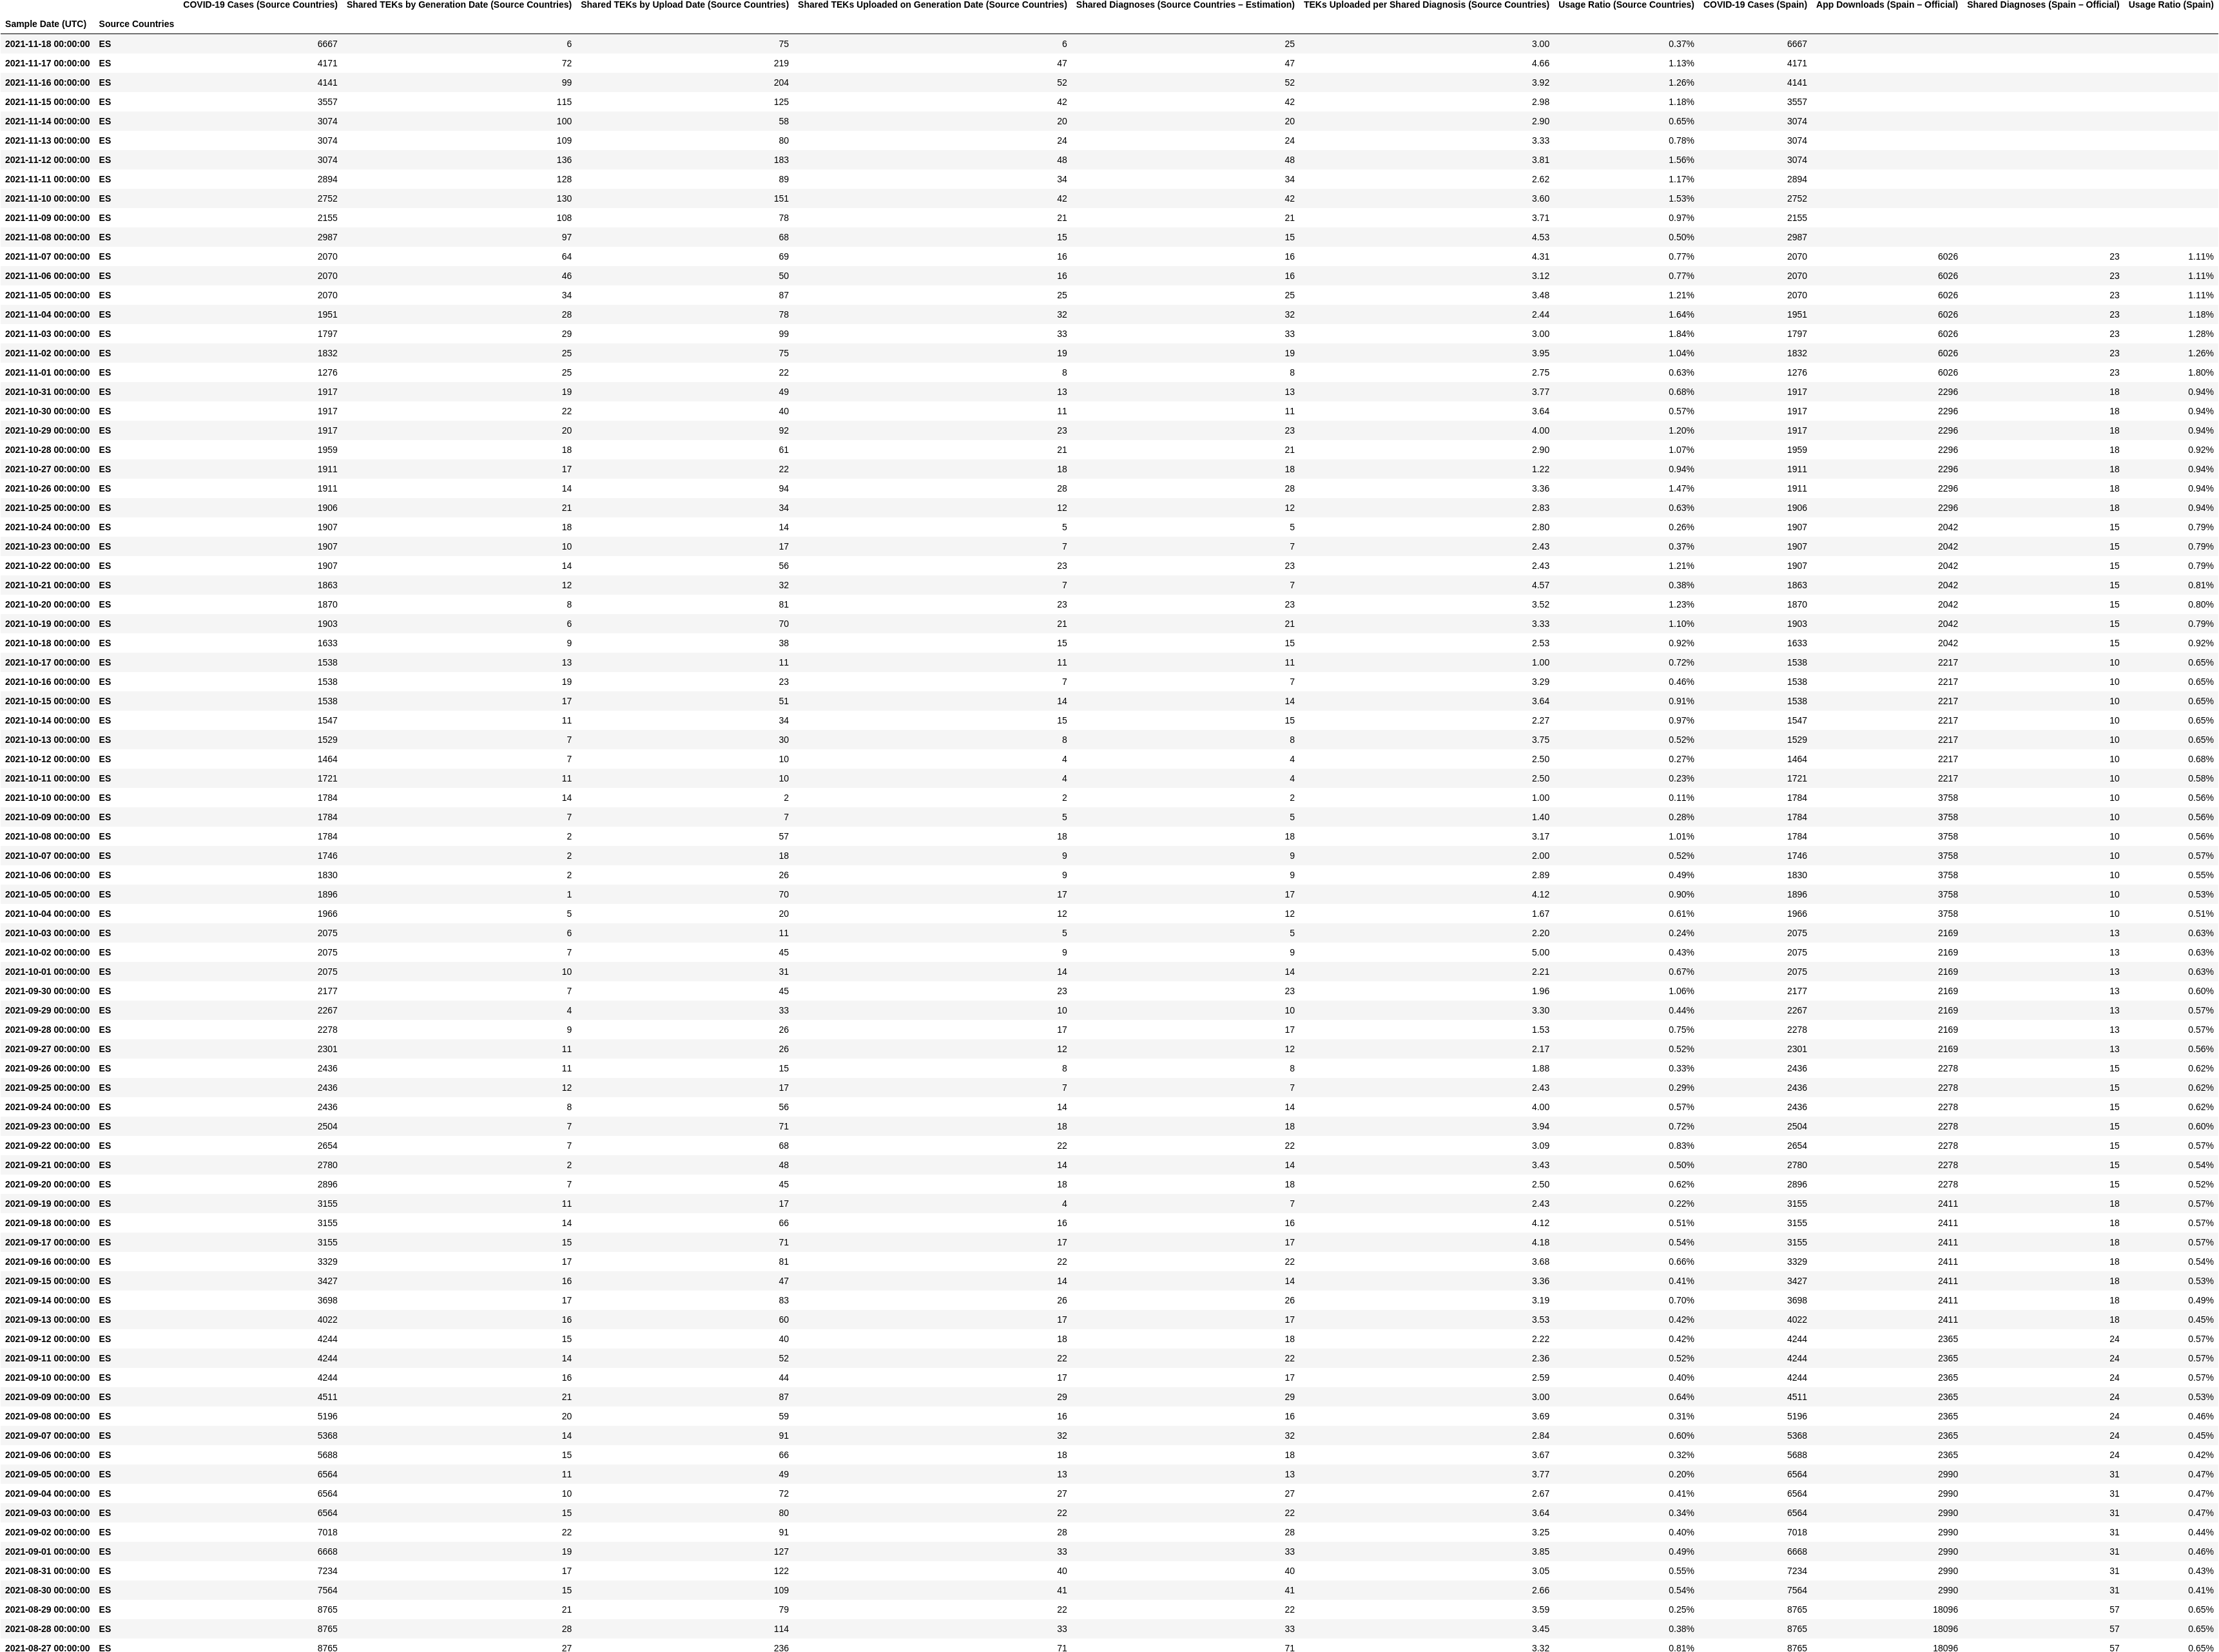 COVID-19 Cases (Source Countries) Shared TEKs by Generation Date (Source Countries) Shared TEKs by Upload Date (Source Countries) Shared TEKs Uploaded on Generation Date (Source Countries) Shared Diagnoses (Source Countries – Estimation) TEKs Uploaded per Shared Diagnosis (Source Countries) Usage Ratio (Source Countries) COVID-19 Cases (Spain) App Downloads (Spain – Official) Shared Diagnoses (Spain – Official) Usage Ratio (Spain)
Sample Date (UTC) Source Countries
2021-11-18 00:00:00 ES 6667 6 75 6 25 3.00 0.37% 6667
2021-11-17 00:00:00 ES 4171 72 219 47 47 4.66 1.13% 4171
2021-11-16 00:00:00 ES 4141 99 204 52 52 3.92 1.26% 4141
2021-11-15 00:00:00 ES 3557 115 125 42 42 2.98 1.18% 3557
2021-11-14 00:00:00 ES 3074 100 58 20 20 2.90 0.65% 3074
2021-11-13 00:00:00 ES 3074 109 80 24 24 3.33 0.78% 3074
2021-11-12 00:00:00 ES 3074 136 183 48 48 3.81 1.56% 3074
2021-11-11 00:00:00 ES 2894 128 89 34 34 2.62 1.17% 2894
2021-11-10 00:00:00 ES 2752 130 151 42 42 3.60 1.53% 2752
2021-11-09 00:00:00 ES 2155 108 78 21 21 3.71 0.97% 2155
2021-11-08 00:00:00 ES 2987 97 68 15 15 4.53 0.50% 2987
2021-11-07 00:00:00 ES 2070 64 69 16 16 4.31 0.77% 2070 6026 23 1.11%
2021-11-06 00:00:00 ES 2070 46 50 16 16 3.12 0.77% 2070 6026 23 1.11%
2021-11-05 00:00:00 ES 2070 34 87 25 25 3.48 1.21% 2070 6026 23 1.11%
2021-11-04 00:00:00 ES 1951 28 78 32 32 2.44 1.64% 1951 6026 23 1.18%
2021-11-03 00:00:00 ES 1797 29 99 33 33 3.00 1.84% 1797 6026 23 1.28%
2021-11-02 00:00:00 ES 1832 25 75 19 19 3.95 1.04% 1832 6026 23 1.26%
2021-11-01 00:00:00 ES 1276 25 22 8 8 2.75 0.63% 1276 6026 23 1.80%
2021-10-31 00:00:00 ES 1917 19 49 13 13 3.77 0.68% 1917 2296 18 0.94%
2021-10-30 00:00:00 ES 1917 22 40 11 11 3.64 0.57% 1917 2296 18 0.94%
2021-10-29 00:00:00 ES 1917 20 92 23 23 4.00 1.20% 1917 2296 18 0.94%
2021-10-28 00:00:00 ES 1959 18 61 21 21 2.90 1.07% 1959 2296 18 0.92%
2021-10-27 00:00:00 ES 1911 17 22 18 18 1.22 0.94% 1911 2296 18 0.94%
2021-10-26 00:00:00 ES 1911 14 94 28 28 3.36 1.47% 1911 2296 18 0.94%
2021-10-25 00:00:00 ES 1906 21 34 12 12 2.83 0.63% 1906 2296 18 0.94%
2021-10-24 00:00:00 ES 1907 18 14 5 5 2.80 0.26% 1907 2042 15 0.79%
2021-10-23 00:00:00 ES 1907 10 17 7 7 2.43 0.37% 1907 2042 15 0.79%
2021-10-22 00:00:00 ES 1907 14 56 23 23 2.43 1.21% 1907 2042 15 0.79%
2021-10-21 00:00:00 ES 1863 12 32 7 7 4.57 0.38% 1863 2042 15 0.81%
2021-10-20 00:00:00 ES 1870 8 81 23 23 3.52 1.23% 1870 2042 15 0.80%
2021-10-19 00:00:00 ES 1903 6 70 21 21 3.33 1.10% 1903 2042 15 0.79%
2021-10-18 00:00:00 ES 1633 9 38 15 15 2.53 0.92% 1633 2042 15 0.92%
2021-10-17 00:00:00 ES 1538 13 11 11 11 1.00 0.72% 1538 2217 10 0.65%
2021-10-16 00:00:00 ES 1538 19 23 7 7 3.29 0.46% 1538 2217 10 0.65%
2021-10-15 00:00:00 ES 1538 17 51 14 14 3.64 0.91% 1538 2217 10 0.65%
2021-10-14 00:00:00 ES 1547 11 34 15 15 2.27 0.97% 1547 2217 10 0.65%
2021-10-13 00:00:00 ES 1529 7 30 8 8 3.75 0.52% 1529 2217 10 0.65%
2021-10-12 00:00:00 ES 1464 7 10 4 4 2.50 0.27% 1464 2217 10 0.68%
2021-10-11 00:00:00 ES 1721 11 10 4 4 2.50 0.23% 1721 2217 10 0.58%
2021-10-10 00:00:00 ES 1784 14 2 2 2 1.00 0.11% 1784 3758 10 0.56%
2021-10-09 00:00:00 ES 1784 7 7 5 5 1.40 0.28% 1784 3758 10 0.56%
2021-10-08 00:00:00 ES 1784 2 57 18 18 3.17 1.01% 1784 3758 10 0.56%
2021-10-07 00:00:00 ES 1746 2 18 9 9 2.00 0.52% 1746 3758 10 0.57%
2021-10-06 00:00:00 ES 1830 2 26 9 9 2.89 0.49% 1830 3758 10 0.55%
2021-10-05 00:00:00 ES 1896 1 70 17 17 4.12 0.90% 1896 3758 10 0.53%
2021-10-04 00:00:00 ES 1966 5 20 12 12 1.67 0.61% 1966 3758 10 0.51%
2021-10-03 00:00:00 ES 2075 6 11 5 5 2.20 0.24% 2075 2169 13 0.63%
2021-10-02 00:00:00 ES 2075 7 45 9 9 5.00 0.43% 2075 2169 13 0.63%
2021-10-01 00:00:00 ES 2075 10 31 14 14 2.21 0.67% 2075 2169 13 0.63%
2021-09-30 00:00:00 ES 2177 7 45 23 23 1.96 1.06% 2177 2169 13 0.60%
2021-09-29 00:00:00 ES 2267 4 33 10 10 3.30 0.44% 2267 2169 13 0.57%
2021-09-28 00:00:00 ES 2278 9 26 17 17 1.53 0.75% 2278 2169 13 0.57%
2021-09-27 00:00:00 ES 2301 11 26 12 12 2.17 0.52% 2301 2169 13 0.56%
2021-09-26 00:00:00 ES 2436 11 15 8 8 1.88 0.33% 2436 2278 15 0.62%
2021-09-25 00:00:00 ES 2436 12 17 7 7 2.43 0.29% 2436 2278 15 0.62%
2021-09-24 00:00:00 ES 2436 8 56 14 14 4.00 0.57% 2436 2278 15 0.62%
2021-09-23 00:00:00 ES 2504 7 71 18 18 3.94 0.72% 2504 2278 15 0.60%
2021-09-22 00:00:00 ES 2654 7 68 22 22 3.09 0.83% 2654 2278 15 0.57%
2021-09-21 00:00:00 ES 2780 2 48 14 14 3.43 0.50% 2780 2278 15 0.54%
2021-09-20 00:00:00 ES 2896 7 45 18 18 2.50 0.62% 2896 2278 15 0.52%
2021-09-19 00:00:00 ES 3155 11 17 4 7 2.43 0.22% 3155 2411 18 0.57%
2021-09-18 00:00:00 ES 3155 14 66 16 16 4.12 0.51% 3155 2411 18 0.57%
2021-09-17 00:00:00 ES 3155 15 71 17 17 4.18 0.54% 3155 2411 18 0.57%
2021-09-16 00:00:00 ES 3329 17 81 22 22 3.68 0.66% 3329 2411 18 0.54%
2021-09-15 00:00:00 ES 3427 16 47 14 14 3.36 0.41% 3427 2411 18 0.53%
2021-09-14 00:00:00 ES 3698 17 83 26 26 3.19 0.70% 3698 2411 18 0.49%
2021-09-13 00:00:00 ES 4022 16 60 17 17 3.53 0.42% 4022 2411 18 0.45%
2021-09-12 00:00:00 ES 4244 15 40 18 18 2.22 0.42% 4244 2365 24 0.57%
2021-09-11 00:00:00 ES 4244 14 52 22 22 2.36 0.52% 4244 2365 24 0.57%
2021-09-10 00:00:00 ES 4244 16 44 17 17 2.59 0.40% 4244 2365 24 0.57%
2021-09-09 00:00:00 ES 4511 21 87 29 29 3.00 0.64% 4511 2365 24 0.53%
2021-09-08 00:00:00 ES 5196 20 59 16 16 3.69 0.31% 5196 2365 24 0.46%
2021-09-07 00:00:00 ES 5368 14 91 32 32 2.84 0.60% 5368 2365 24 0.45%
2021-09-06 00:00:00 ES 5688 15 66 18 18 3.67 0.32% 5688 2365 24 0.42%
2021-09-05 00:00:00 ES 6564 11 49 13 13 3.77 0.20% 6564 2990 31 0.47%
2021-09-04 00:00:00 ES 6564 10 72 27 27 2.67 0.41% 6564 2990 31 0.47%
2021-09-03 00:00:00 ES 6564 15 80 22 22 3.64 0.34% 6564 2990 31 0.47%
2021-09-02 00:00:00 ES 7018 22 91 28 28 3.25 0.40% 7018 2990 31 0.44%
2021-09-01 00:00:00 ES 6668 19 127 33 33 3.85 0.49% 6668 2990 31 0.46%
2021-08-31 00:00:00 ES 7234 17 122 40 40 3.05 0.55% 7234 2990 31 0.43%
2021-08-30 00:00:00 ES 7564 15 109 41 41 2.66 0.54% 7564 2990 31 0.41%
2021-08-29 00:00:00 ES 8765 21 79 22 22 3.59 0.25% 8765 18096 57 0.65%
2021-08-28 00:00:00 ES 8765 28 114 33 33 3.45 0.38% 8765 18096 57 0.65%
2021-08-27 00:00:00 ES 8765 27 236 71 71 3.32 0.81% 8765 18096 57 0.65%